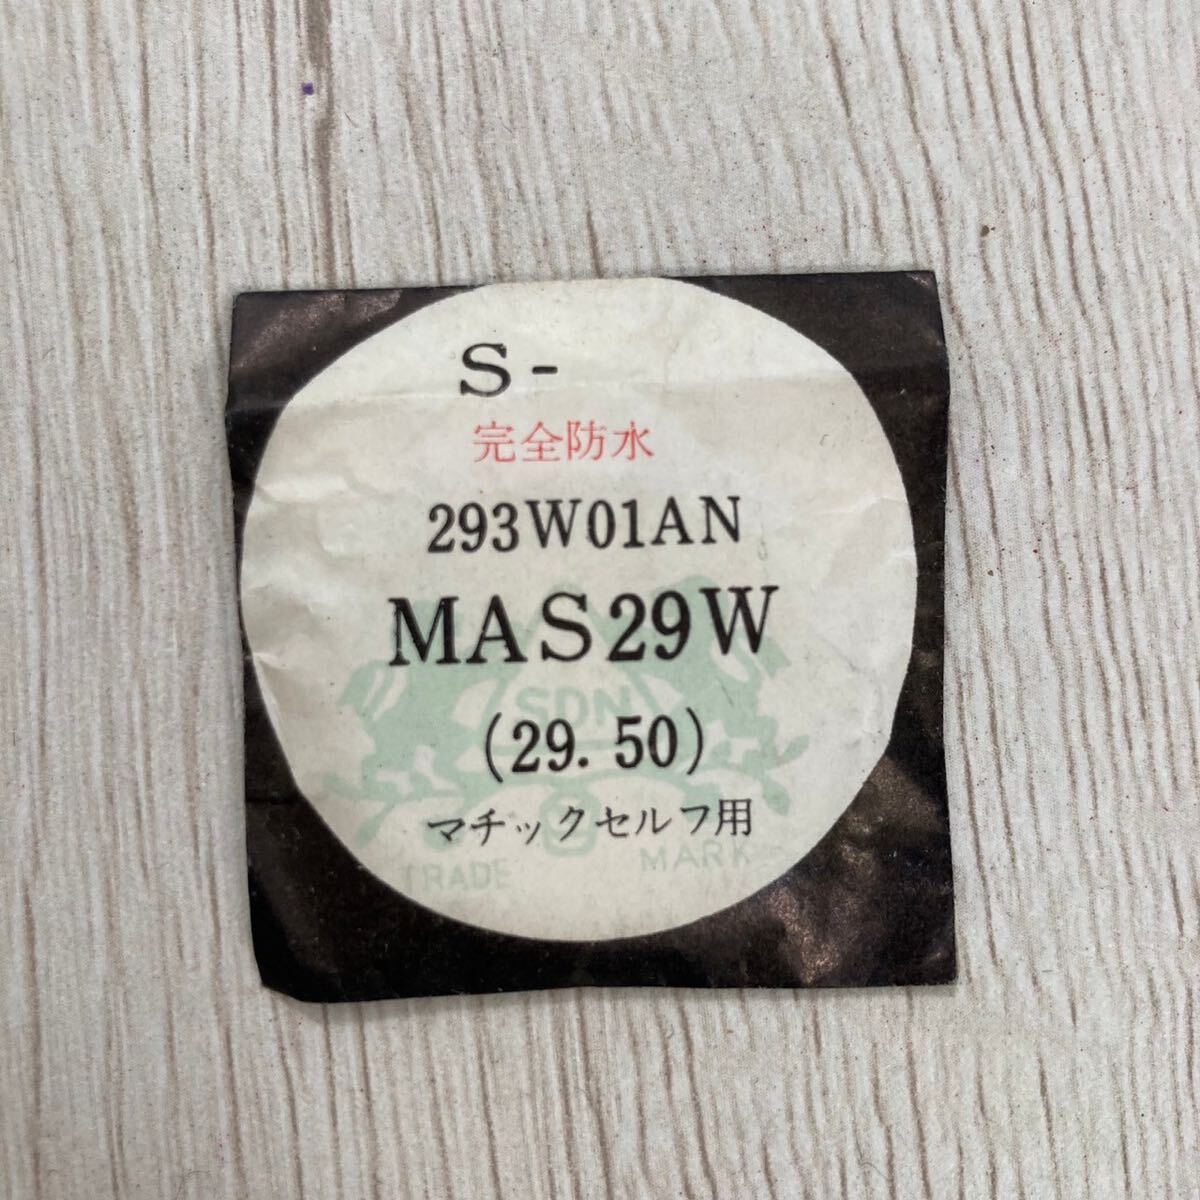 S-
完全防水
293W01AN
MAS29W
SDN
(29.50)
マチックセルフ用
TRADE MARK